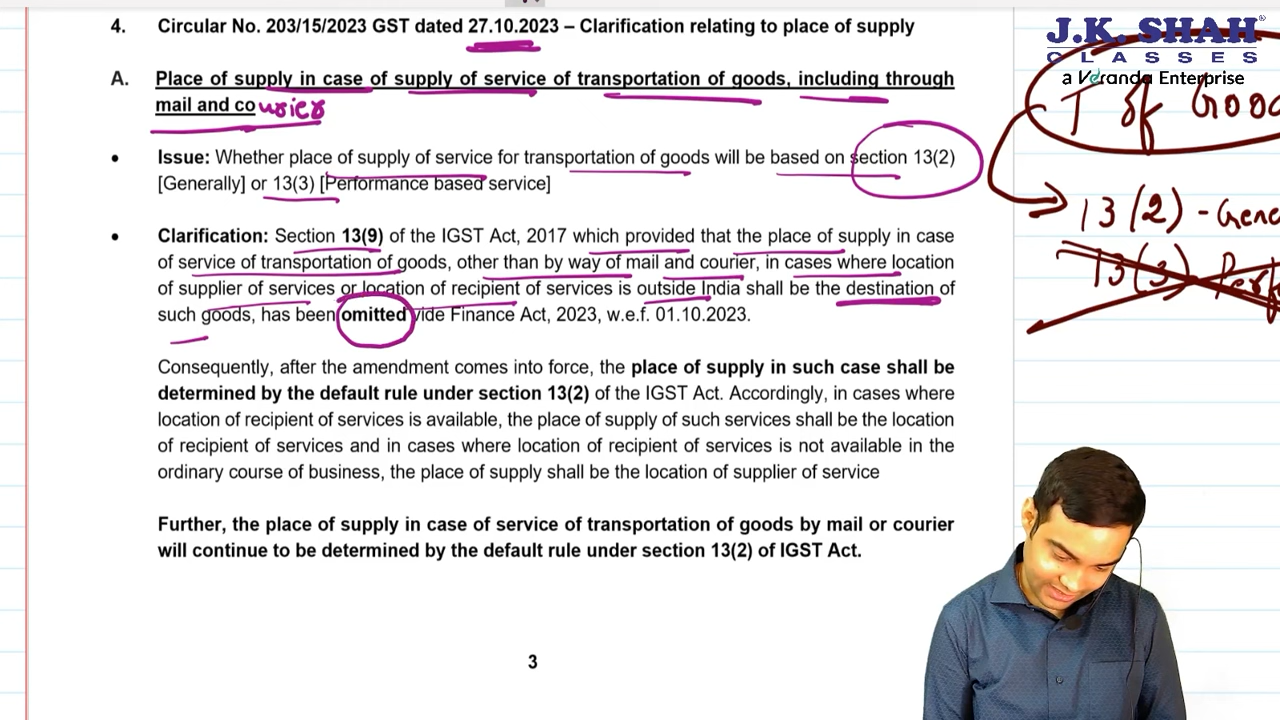 4. Circular No. 203/15/2023 GST dated 27.10.2023 – Clarification relating to place of supply
J.K. SHAH®
CLASSES
a Veranda Enterprise
T of Good
A. Place of supply in case of supply of service of transportation of goods, including through
mail and courier
• Issue: Whether place of supply of service for transportation of goods will be based on section 13(2)
[Generally] or 13(3) [Performance based service]
13(2) - Gene
13(3) Perf
• Clarification: Section 13(9) of the IGST Act, 2017 which provided that the place of supply in case
of service of transportation of goods, other than by way of mail and courier, in cases where location
of supplier of services or location of recipient of services is outside India shall be the destination of
such goods, has been omitted vide Finance Act, 2023, w.e.f. 01.10.2023.
Consequently, after the amendment comes into force, the place of supply in such case shall be
determined by the default rule under section 13(2) of the IGST Act. Accordingly, in cases where
location of recipient of services is available, the place of supply of such services shall be the location
of recipient of services and in cases where location of recipient of services is not available in the
ordinary course of business, the place of supply shall be the location of supplier of service
Further, the place of supply in case of service of transportation of goods by mail or courier
will continue to be determined by the default rule under section 13(2) of IGST Act.
3